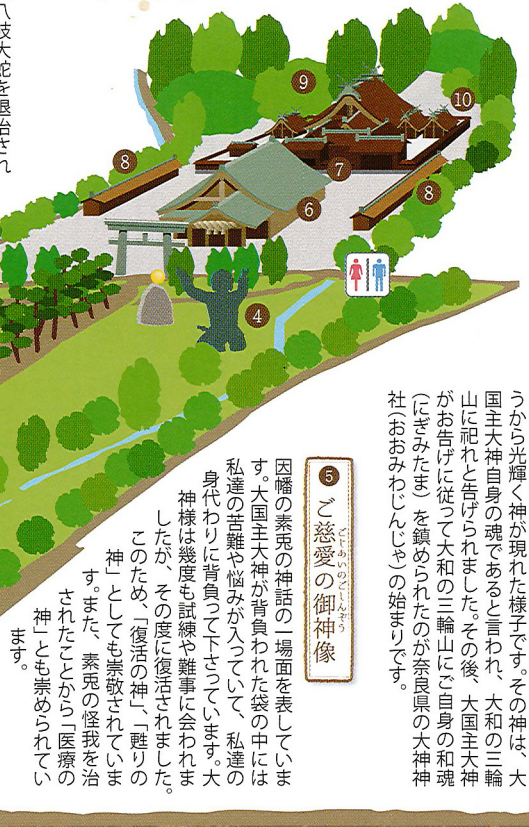 うから光輝く神が現れた様子です。その神は、大
国主大神自身の魂であると言われ、大和の三輪
山に祀れと告げられました。その後、大国主大神
がお告げに従って大和の三輪山にご自身の和魂
(にぎみたま)を鎮められたのが奈良県の大神神
社(おおみわじんじゃ)の始まりです。
❺ ご慈愛の御神像
ごじあいのごしんぞう
因幡の素兎の神話の一場面を表していま
す。大国主大神が背負われた袋の中には
私達の苦難や悩みが入っていて、私達の
身代わりに背負って下さっています。大
神様は幾度も試練や難事に会われま
したが、その度に復活されました。
このため、「復活の神」、「甦りの
神」としても崇敬されていま
す。また、素兎の怪我を治
されたことから「医療の
神」とも崇められてい
ます。
八岐大蛇を退治され
9
10
8
7
8
6
4